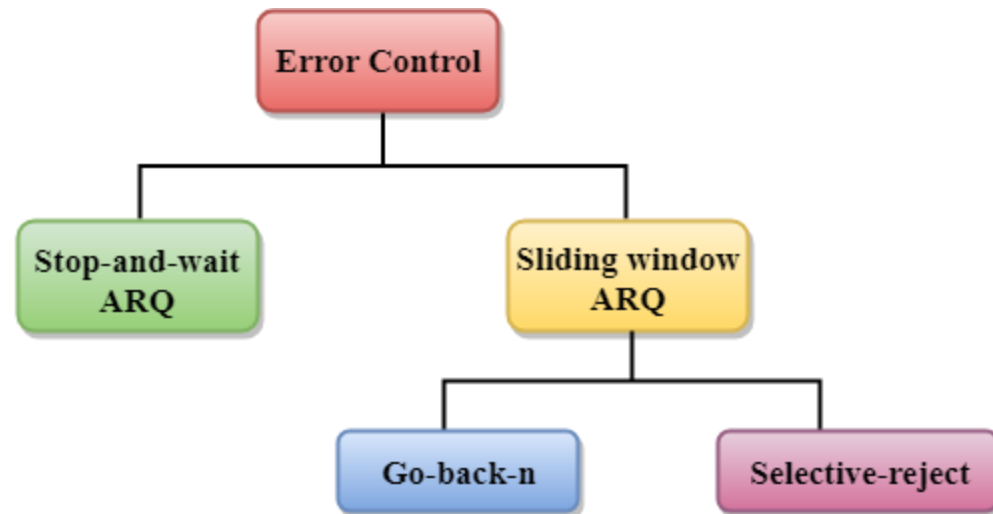 Error Control
Stop-and-wait
ARQ
Sliding window
ARQ
Go-back-n
Selective-reject